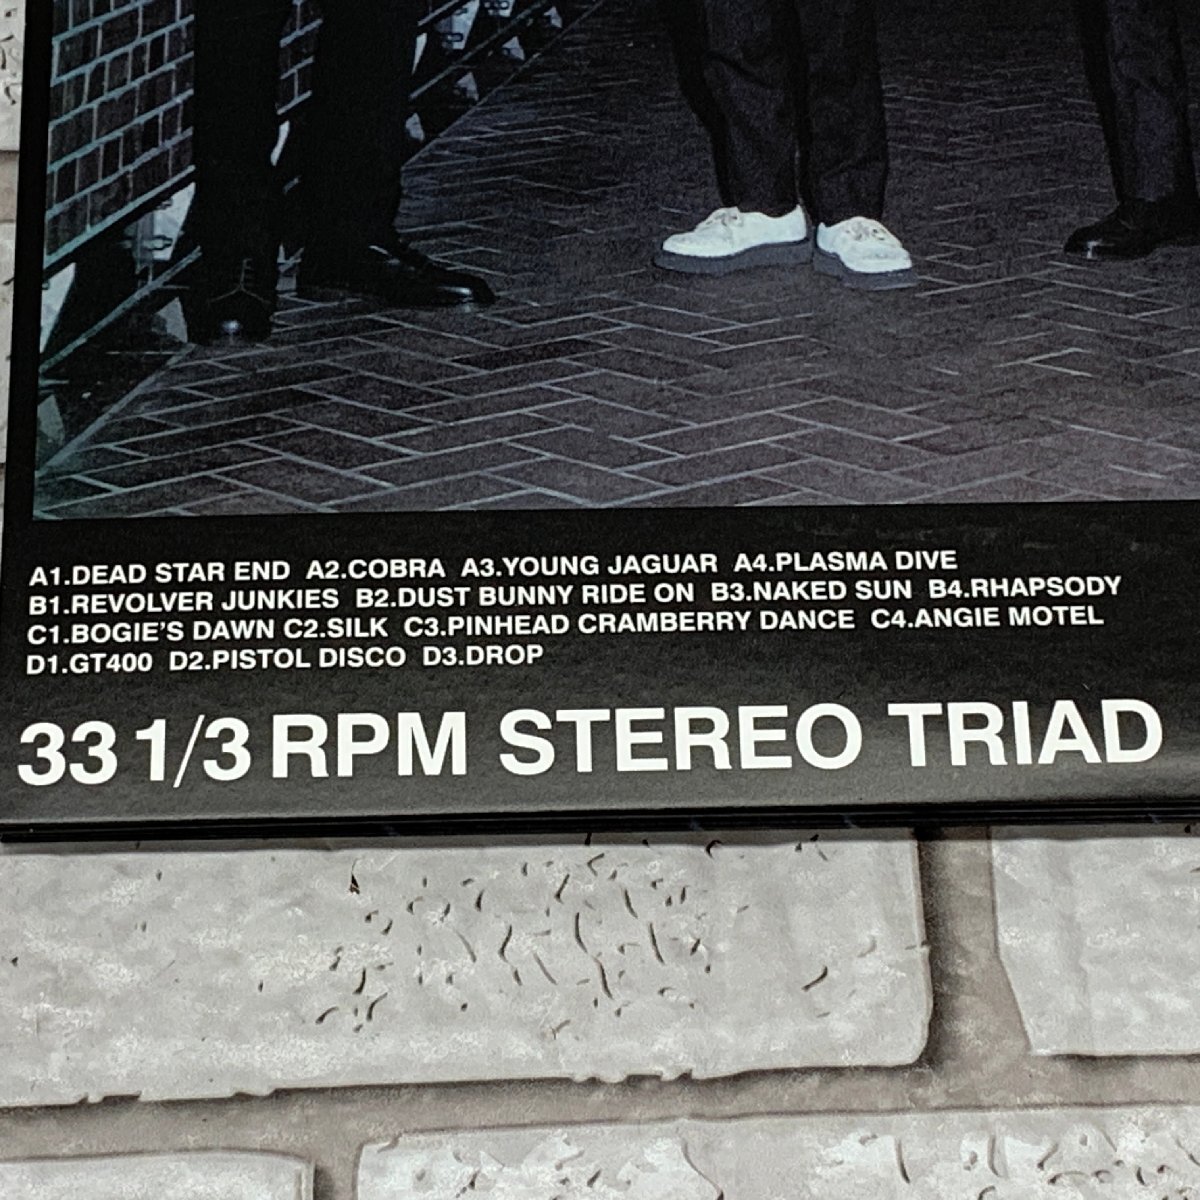 A1.DEAD STAR END A2.COBRA A3.YOUNG JAGUAR A4.PLASMA DIVE
B1.REVOLVER JUNKIES B2.DUST BUNNY RIDE ON B3.NAKED SUN B4.RHAPSODY
C1.BOGIE'S DAWN C2.SILK C3.PINHEAD CRAMBERRY DANCE C4.ANGIE MOTEL
D1.GT400 D2.PISTOL DISCO D3.DROP
33 1/3 RPM STEREO TRIAD